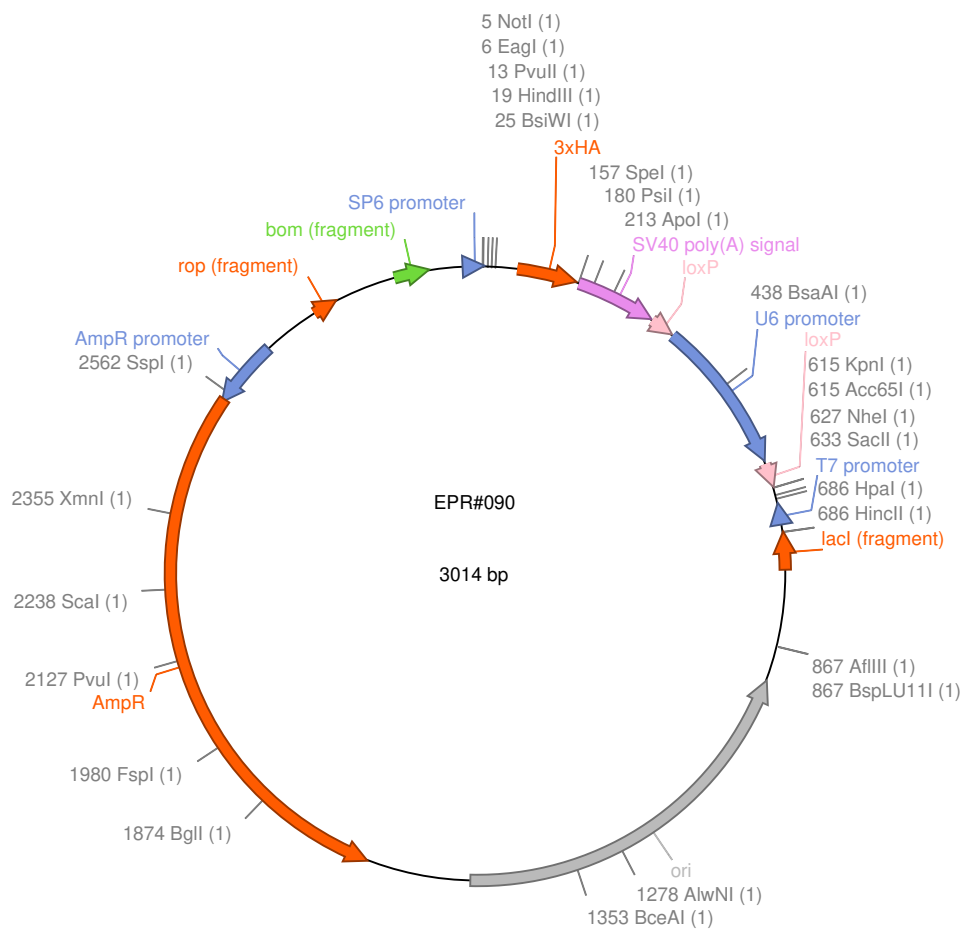 5 NotI (1)
6 EagI (1)
13 PvuII (1)
19 HindIII (1)
25 BsiWI (1)
3xHA
157 SpeI (1)
180 PsiI (1)
213 ApoI (1)
SV40 poly(A) signal
loxP
438 BsaAI (1)
U6 promoter
loxP
615 KpnI (1)
615 Acc65I (1)
627 NheI (1)
633 SacII (1)
T7 promoter
686 HpaI (1)
686 HincII (1)
lacI (fragment)
867 AflIII (1)
867 BspLU11I (1)
ori
1278 AlwNI (1)
1353 BceAI (1)
1874 BglI (1)
1980 FspI (1)
AmpR
2127 PvuI (1)
2238 ScaI (1)
2355 XmnI (1)
2562 SspI (1)
AmpR promoter
rop (fragment)
bom (fragment)
SP6 promoter
EPR#090
3014 bp